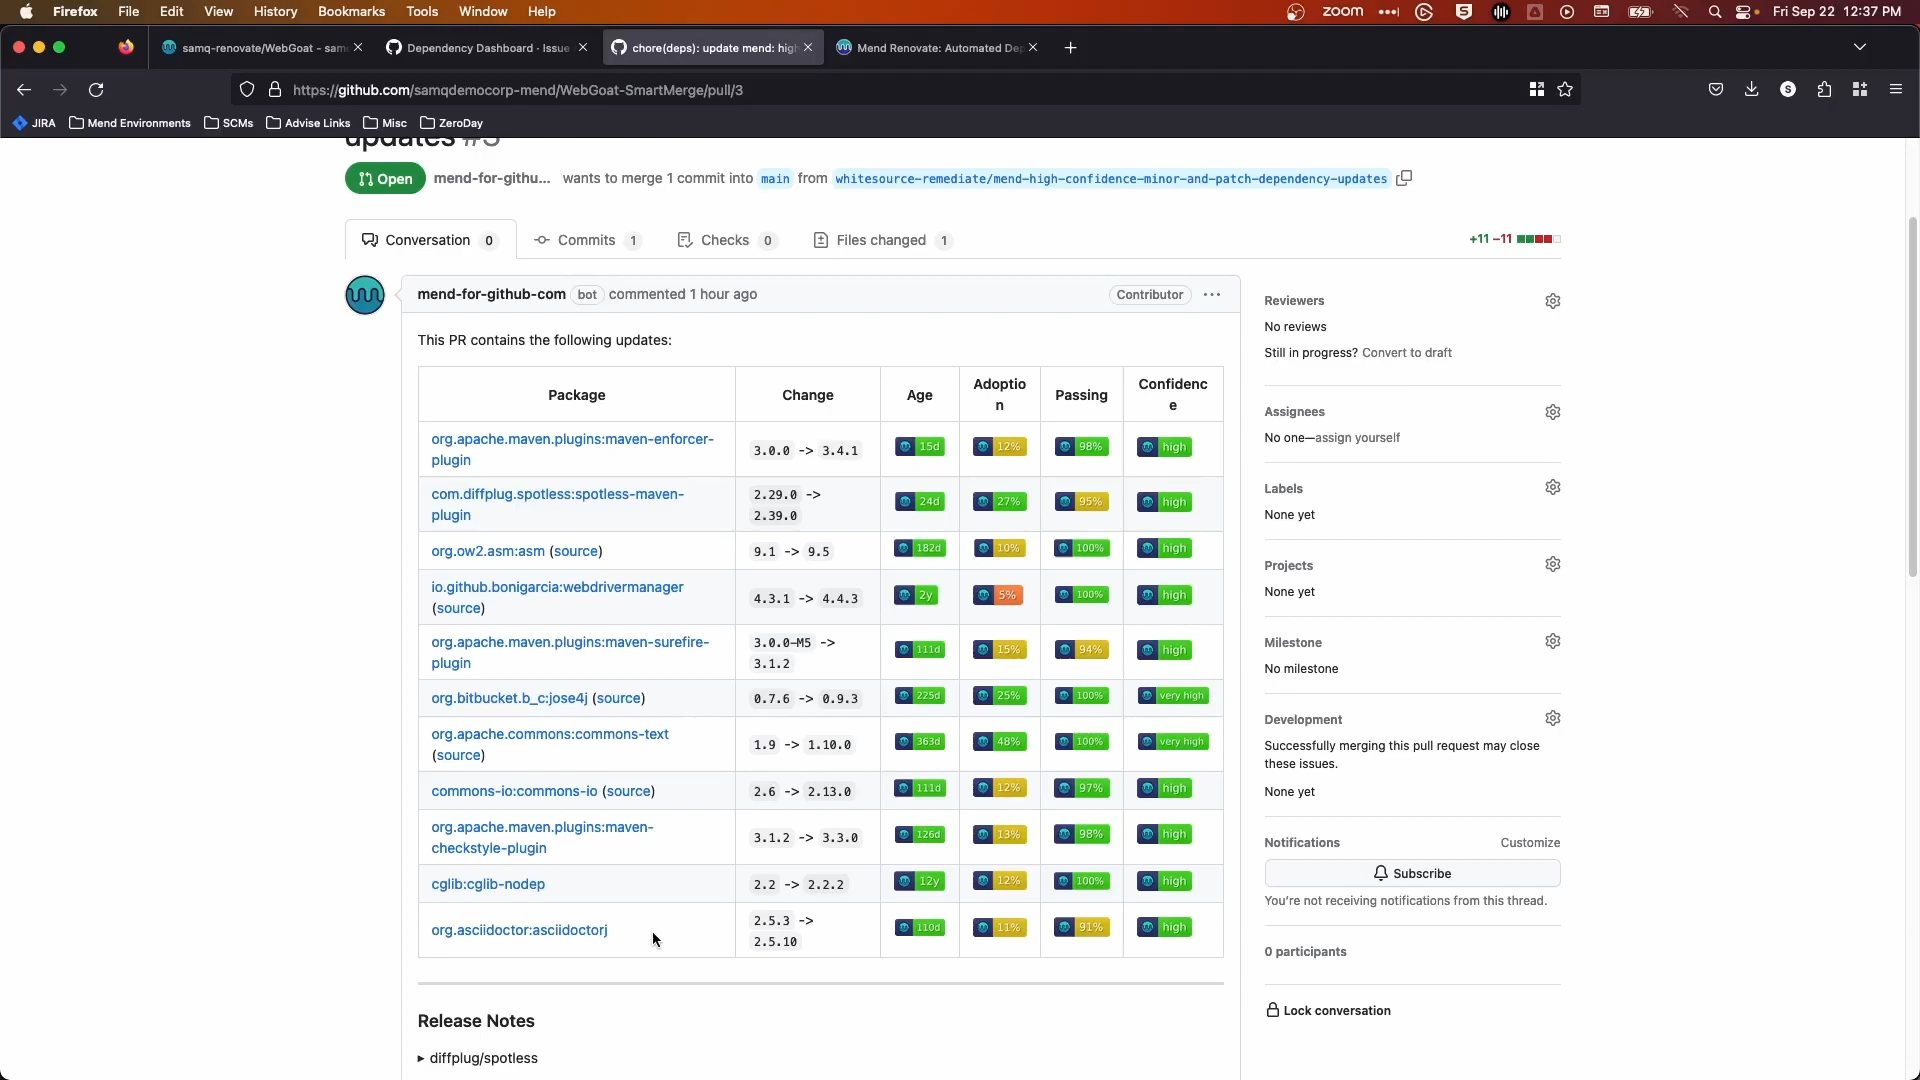 Firefox File Edit View History Bookmarks Tools Window Help zoom Fri Sep 22 12:37 PM
samq-renovate/WebGoat - samq Dependency Dashboard · Issue chore(deps): update mend: high Mend Renovate: Automated De
https://github.com/samqdemocorp-mend/WebGoat-SmartMerge/pull/3
JIRA Mend Environments SCMs Advise Links Misc ZeroDay
updates #3
Open mend-for-githu... wants to merge 1 commit into main from whitesource-remediate/mend-high-confidence-minor-and-patch-dependency-updates
Conversation 0 Commits 1 Checks 0 Files changed 1 +11 −11
mend-for-github-com bot commented 1 hour ago Contributor
This PR contains the following updates:
Package Change Age Adoptio
n Passing Confidenc
e
org.apache.maven.plugins:maven-enforcer-
plugin 3.0.0 -> 3.4.1 15d 12% 98% high
com.diffplug.spotless:spotless-maven-
plugin 2.29.0 ->
2.39.0 24d 27% 95% high
org.ow2.asm:asm (source) 9.1 -> 9.5 182d 10% 100% high
io.github.bonigarcia:webdrivermanager
(source) 4.3.1 -> 4.4.3 2y 5% 100% high
org.apache.maven.plugins:maven-surefire-
plugin 3.0.0-M5 ->
3.1.2 111d 15% 94% high
org.bitbucket.b_c:jose4j (source) 0.7.6 -> 0.9.3 225d 25% 100% very high
org.apache.commons:commons-text
(source) 1.9 -> 1.10.0 363d 48% 100% very high
commons-io:commons-io (source) 2.6 -> 2.13.0 111d 12% 97% high
org.apache.maven.plugins:maven-
checkstyle-plugin 3.1.2 -> 3.3.0 126d 13% 98% high
cglib:cglib-nodep 2.2 -> 2.2.2 12y 12% 100% high
org.asciidoctor:asciidoctorj 2.5.3 ->
2.5.10 110d 11% 91% high
Release Notes
diffplug/spotless
Reviewers
No reviews
Still in progress? Convert to draft
Assignees
No one—assign yourself
Labels
None yet
Projects
None yet
Milestone
No milestone
Development
Successfully merging this pull request may close
these issues.
None yet
Notifications Customize
Subscribe
You're not receiving notifications from this thread.
0 participants
Lock conversation